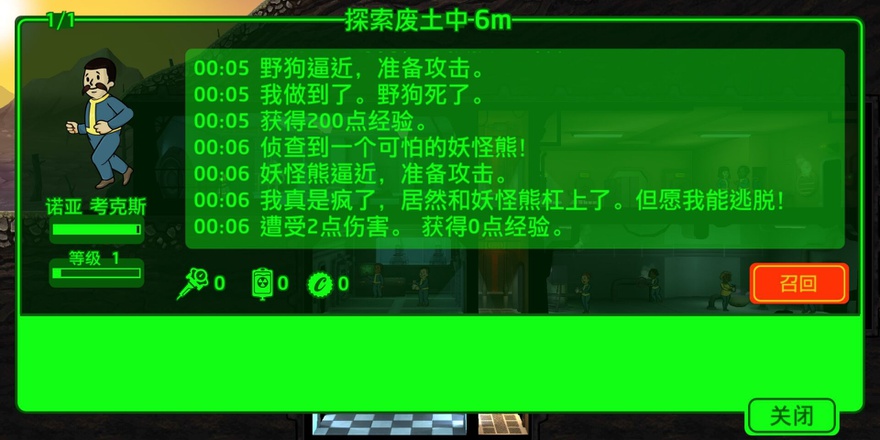 1/1
探索废土中-6m
00:05 野狗逼近，准备攻击。
00:05 我做到了。野狗死了。
00:05 获得200点经验。
00:06 侦查到一个可怕的妖怪熊！
00:06 妖怪熊逼近，准备攻击。
00:06 我真是疯了，居然和妖怪熊杠上了。但愿我能逃脱！
00:06 遭受2点伤害。 获得0点经验。
诺亚 考克斯
等级 1
0 0 0
召回
关闭